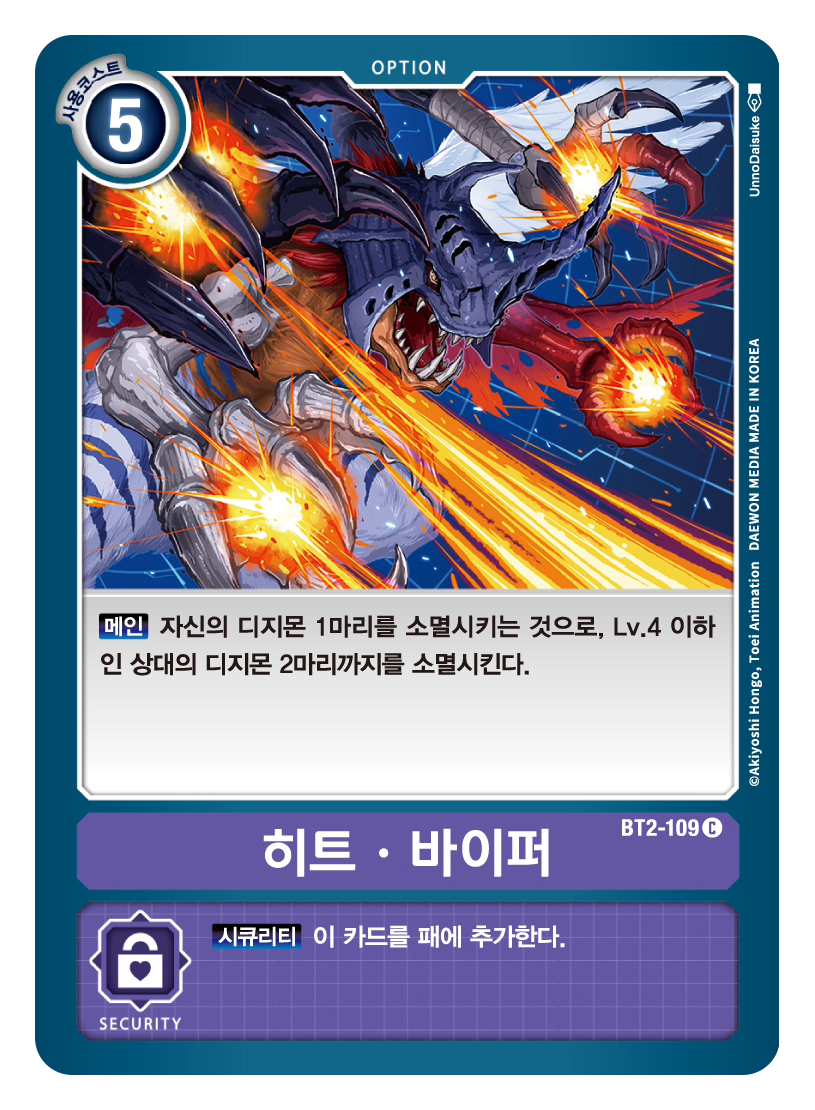 OPTION
사용코스트
5
UnnoDaisuke
©Akiyoshi Hongo, Toei Animation DAEWON MEDIA MADE IN KOREA
메인 자신의 디지몬 1마리를 소멸시키는 것으로, Lv.4 이하
인 상대의 디지몬 2마리까지를 소멸시킨다.
BT2-109 C
히트 · 바이퍼
시큐리티 이 카드를 패에 추가한다.
SECURITY